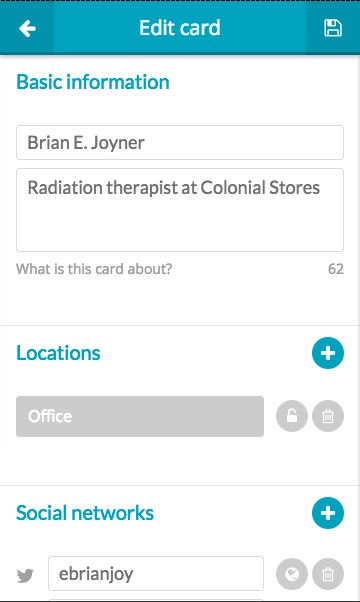 Edit card
Basic information
Brian E. Joyner
Radiation therapist at Colonial Stores
What is this card about? 62
Locations
Office
Social networks
ebrianjoy